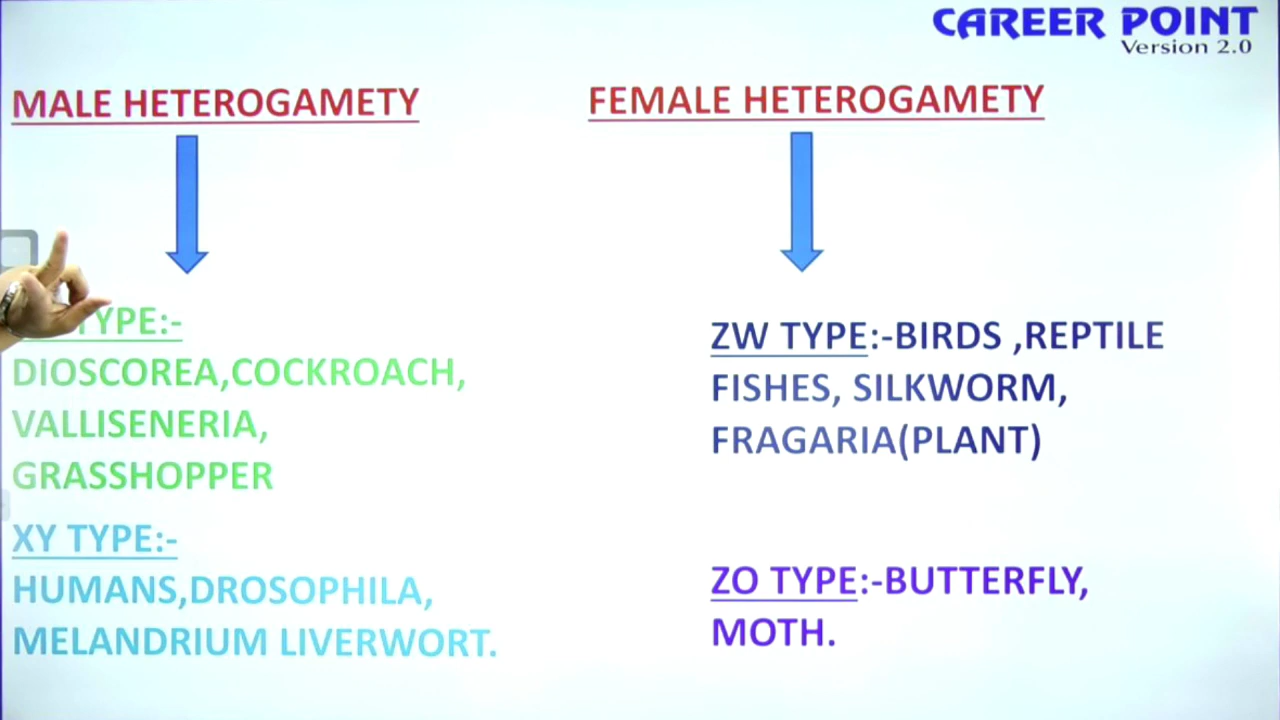 CAREER POINT
Version 2.0
MALE HETEROGAMETY
FEMALE HETEROGAMETY
TYPE:-
DIOSCOREA,COCKROACH,
VALLISENERIA,
GRASSHOPPER
XY TYPE:-
HUMANS,DROSOPHILA,
MELANDRIUM LIVERWORT.
ZW TYPE:-BIRDS ,REPTILE
FISHES, SILKWORM,
FRAGARIA(PLANT)
ZO TYPE:-BUTTERFLY,
MOTH.